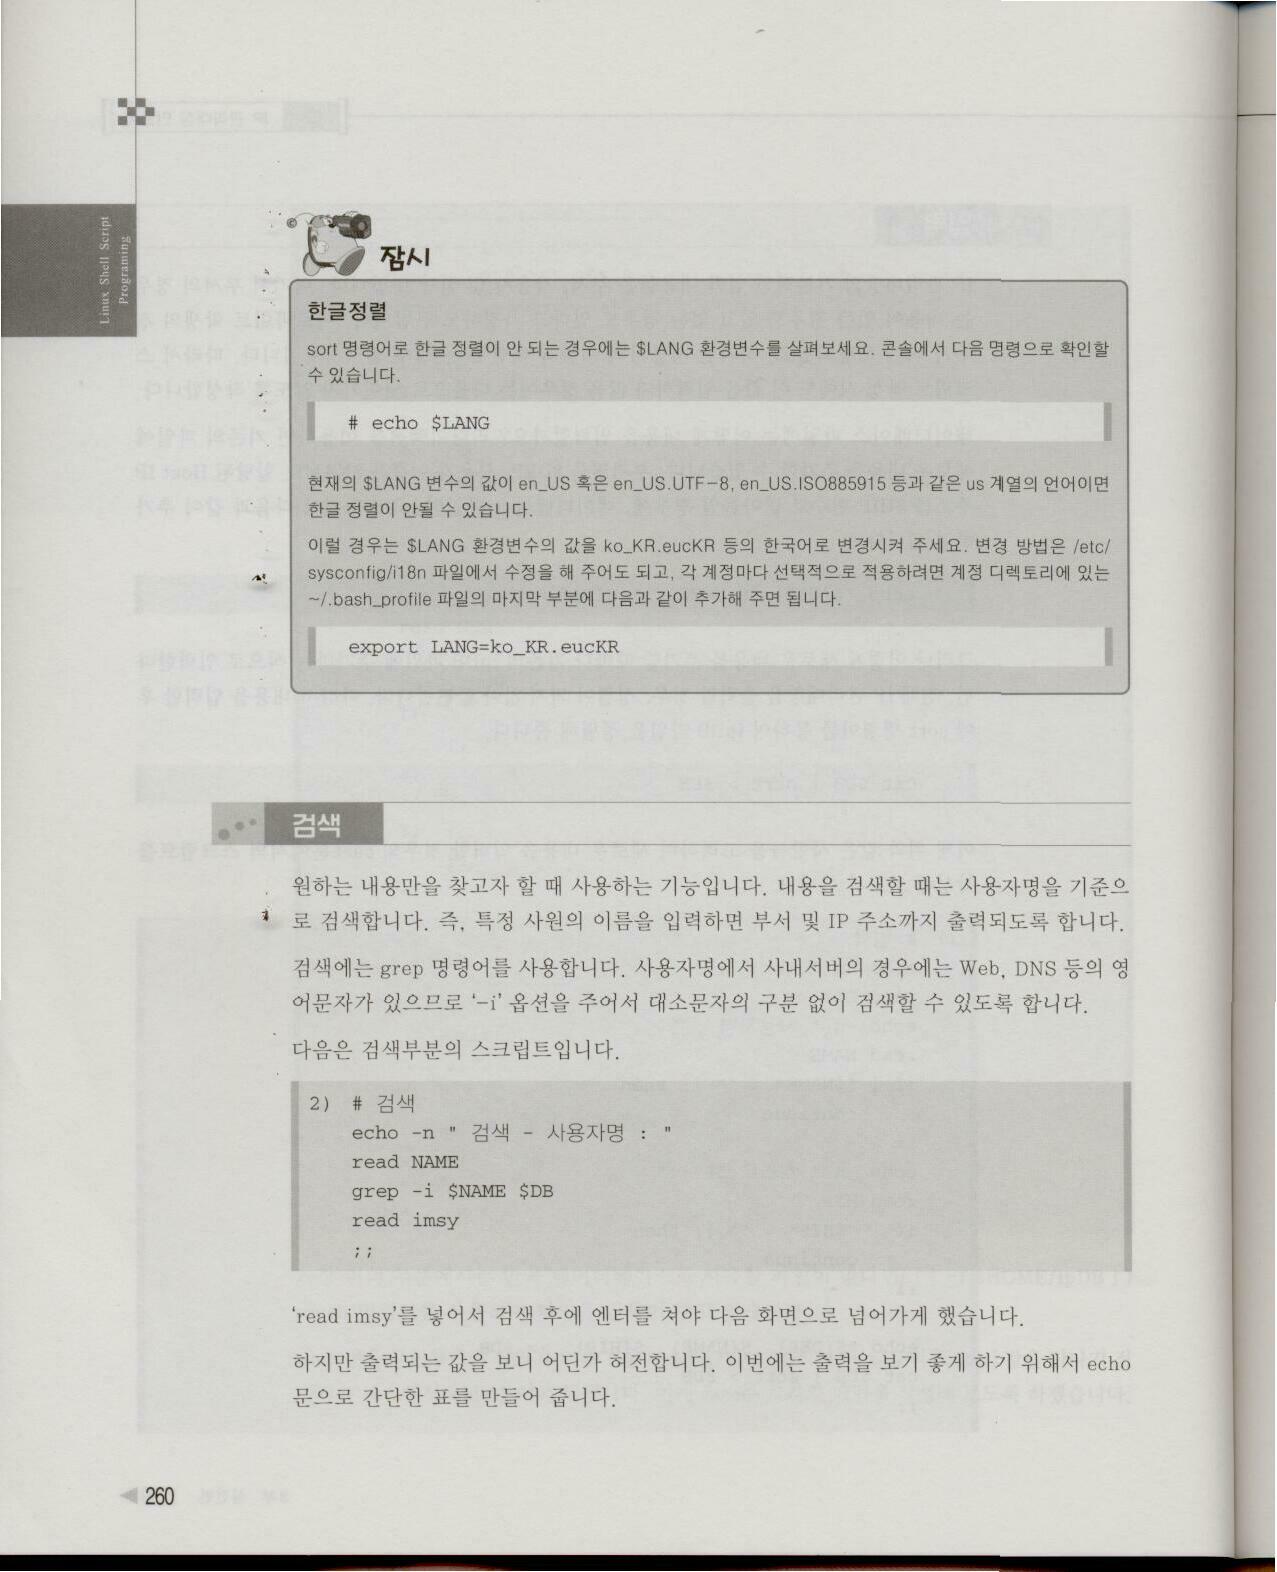 Linux Shell Script
Programing
잠시
한글정렬
sort 명령어로 한글 정렬이 안 되는 경우에는 $LANG 환경변수를 살펴보세요. 콘솔에서 다음 명령으로 확인할
수 있습니다.
# echo $LANG
현재의 $LANG 변수의 값이 en_US 혹은 en_US.UTF-8, en_US.ISO885915 등과 같은 us 계열의 언어이면
한글 정렬이 안될 수 있습니다.
이럴 경우는 $LANG 환경변수의 값을 ko_KR.eucKR 등의 한국어로 변경시켜 주세요. 변경 방법은 /etc/
sysconfig/i18n 파일에서 수정을 해 주어도 되고, 각 계정마다 선택적으로 적용하려면 계정 디렉토리에 있는
~/.bash_profile 파일의 마지막 부분에 다음과 같이 추가해 주면 됩니다.
export LANG=ko_KR.eucKR
검색
원하는 내용만을 찾고자 할 때 사용하는 기능입니다. 내용을 검색할 때는 사용자명을 기준으
로 검색합니다. 즉, 특정 사원의 이름을 입력하면 부서 및 IP 주소까지 출력되도록 합니다.
검색에는 grep 명령어를 사용합니다. 사용자명에서 사내서버의 경우에는 Web, DNS 등의 영
어문자가 있으므로 ‘-i’ 옵션을 주어서 대소문자의 구분 없이 검색할 수 있도록 합니다.
다음은 검색부분의 스크립트입니다.
2) # 검색
echo -n " 검색 - 사용자명 : "
read NAME
grep -i $NAME $DB
read imsy
;;
‘read imsy’를 넣어서 검색 후에 엔터를 쳐야 다음 화면으로 넘어가게 했습니다.
하지만 출력되는 값을 보니 어딘가 허전합니다. 이번에는 출력을 보기 좋게 하기 위해서 echo
문으로 간단한 표를 만들어 줍니다.
260